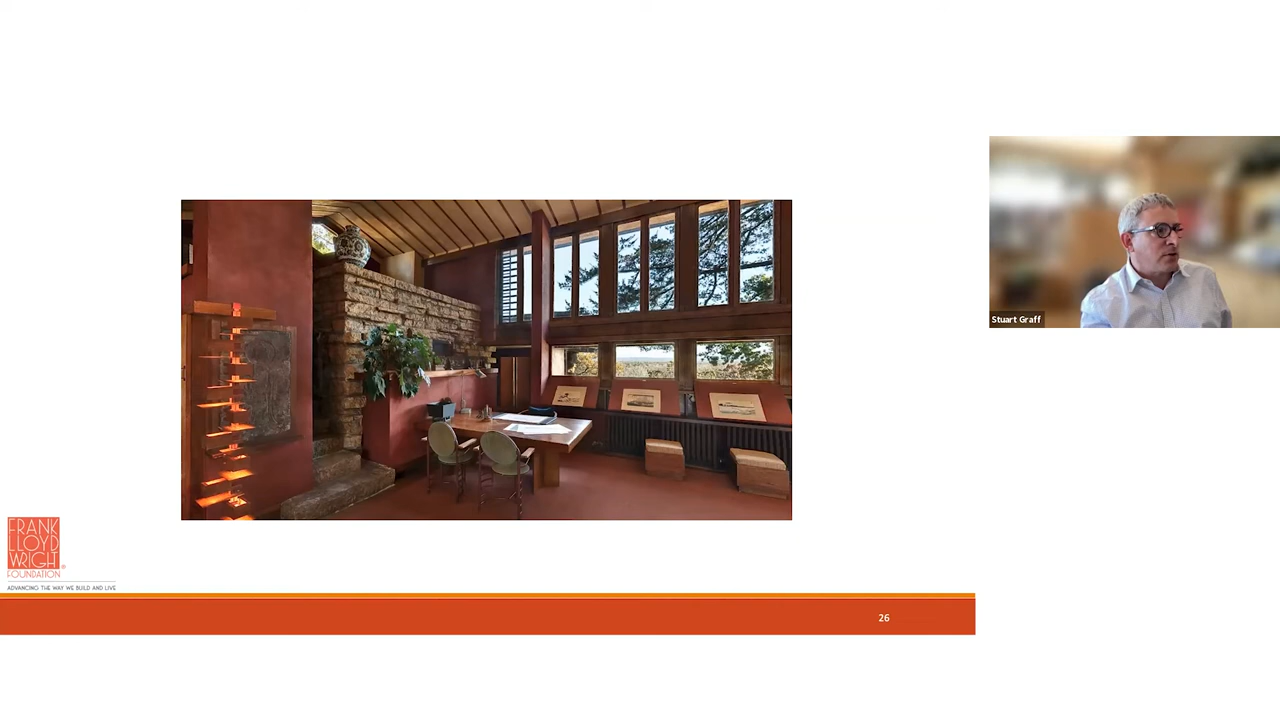 Stuart Graff
FRANK
LLOYD
WRIGHT
FOUNDATION®
ADVANCING THE WAY WE BUILD AND LIVE
26